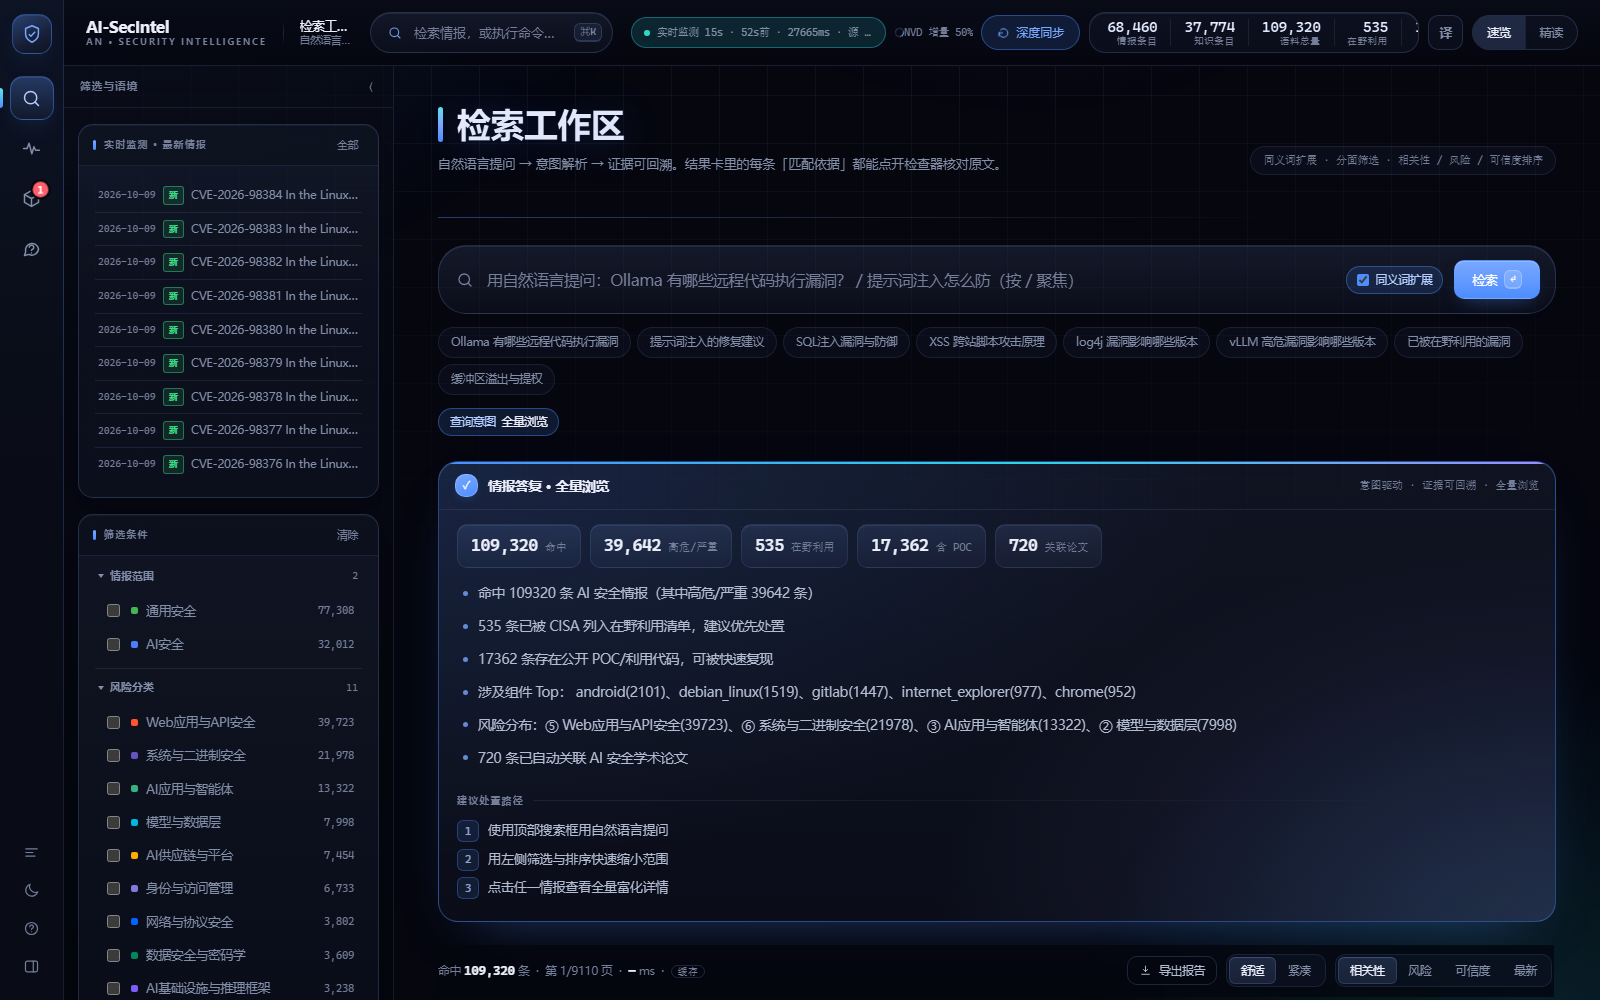 AI-SecIntel
AN • SECURITY INTELLIGENCE
检索工...
自然语言...
检索情报，或执行命令...
⌘K
实时监测 15s · 52s前 · 27665ms · 源 …
NVD 增量 50%
深度同步
68,460
情报条目
37,774
知识条目
109,320
语料总量
535
在野利用
译
速览
精读
筛选与语境
实时监测 • 最新情报
全部
2026-10-09 新 CVE-2026-98384 In the Linux...
2026-10-09 新 CVE-2026-98383 In the Linux...
2026-10-09 新 CVE-2026-98382 In the Linux...
2026-10-09 新 CVE-2026-98381 In the Linux...
2026-10-09 新 CVE-2026-98380 In the Linux...
2026-10-09 新 CVE-2026-98379 In the Linux...
2026-10-09 新 CVE-2026-98378 In the Linux...
2026-10-09 新 CVE-2026-98377 In the Linux...
2026-10-09 新 CVE-2026-98376 In the Linux...
筛选条件
清除
情报范围 2
通用安全 77,308
AI安全 32,012
风险分类 11
Web应用与API安全 39,723
系统与二进制安全 21,978
AI应用与智能体 13,322
模型与数据层 7,998
AI供应链与平台 7,454
身份与访问管理 6,733
网络与协议安全 3,802
数据安全与密码学 3,609
AI基础设施与推理框架 3,238
1
检索工作区
自然语言提问 → 意图解析 → 证据可回溯。结果卡里的每条「匹配依据」都能点开检查器核对原文。
同义词扩展 · 分面筛选 · 相关性 / 风险 / 可信度排序
用自然语言提问：Ollama 有哪些远程代码执行漏洞？ / 提示词注入怎么防（按 / 聚焦）
同义词扩展
检索 ↵
Ollama 有哪些远程代码执行漏洞
提示词注入的修复建议
SQL注入漏洞与防御
XSS 跨站脚本攻击原理
log4j 漏洞影响哪些版本
vLLM 高危漏洞影响哪些版本
已被在野利用的漏洞
缓冲区溢出与提权
查询意图 全量浏览
情报答复 • 全量浏览
意图驱动 · 证据可回溯 · 全量浏览
109,320 命中
39,642 高危/严重
535 在野利用
17,362 含 POC
720 关联论文
命中 109320 条 AI 安全情报（其中高危/严重 39642 条）
535 条已被 CISA 列入在野利用清单，建议优先处置
17362 条存在公开 POC/利用代码，可被快速复现
涉及组件 Top： android(2101)、debian_linux(1519)、gitlab(1447)、internet_explorer(977)、chrome(952)
风险分布：⑤ Web应用与API安全(39723)、⑥ 系统与二进制安全(21978)、③ AI应用与智能体(13322)、② 模型与数据层(7998)
720 条已自动关联 AI 安全学术论文
建议处置路径
1 使用顶部搜索框用自然语言提问
2 用左侧筛选与排序快速缩小范围
3 点击任一情报查看全量富化详情
命中 109,320 条 · 第 1/9110 页 · – ms · 缓存
导出报告
舒适
紧凑
相关性
风险
可信度
最新